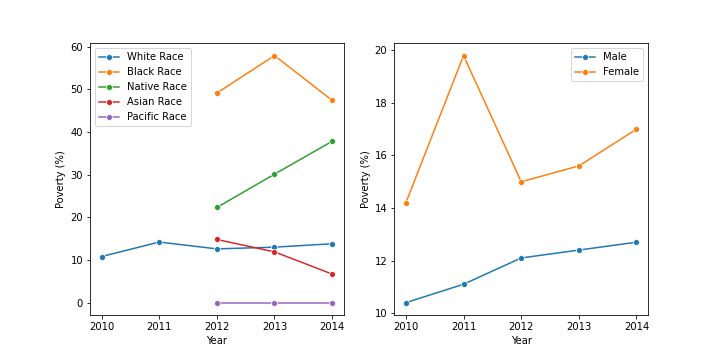 White Race
Black Race
Native Race
Asian Race
Pacific Race
Poverty (%)
60
50
40
30
20
10
0
2010 2011 2012 2013 2014
Year
Male
Female
Poverty (%)
20
18
16
14
12
10
2010 2011 2012 2013 2014
Year